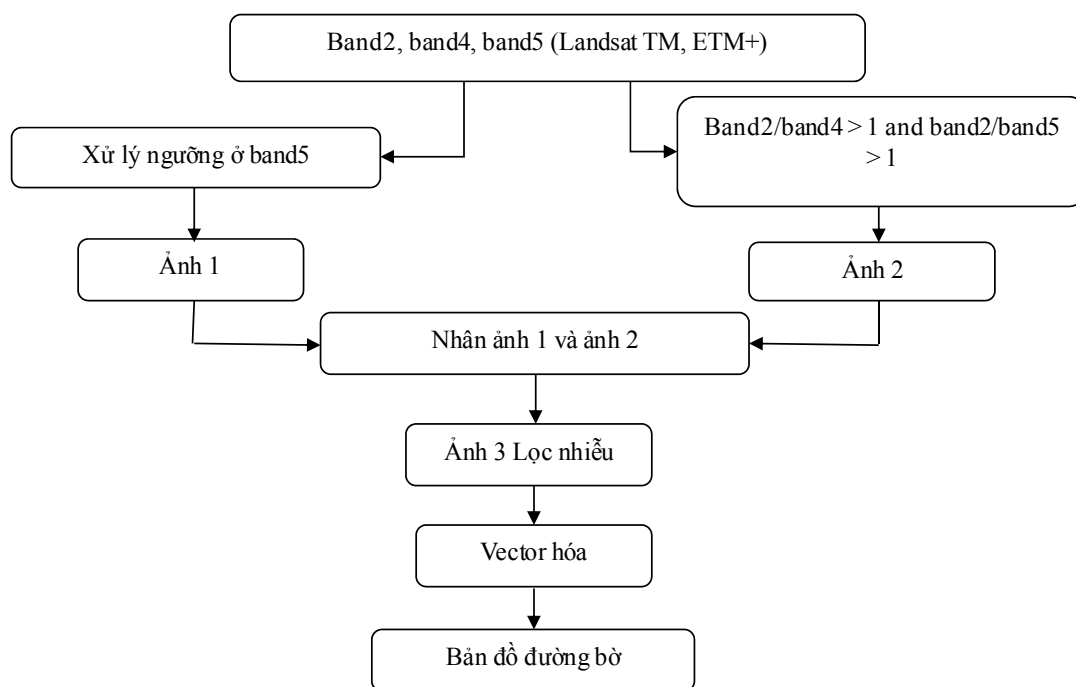 Band2, band4, band5 (Landsat TM, ETM+)
Xử lý ngưỡng ở band5
Band2/band4 > 1 and band2/band5
> 1
Ảnh 1
Ảnh 2
Nhân ảnh 1 và ảnh 2
Ảnh 3 Lọc nhiễu
Vector hóa
Bản đồ đường bờ